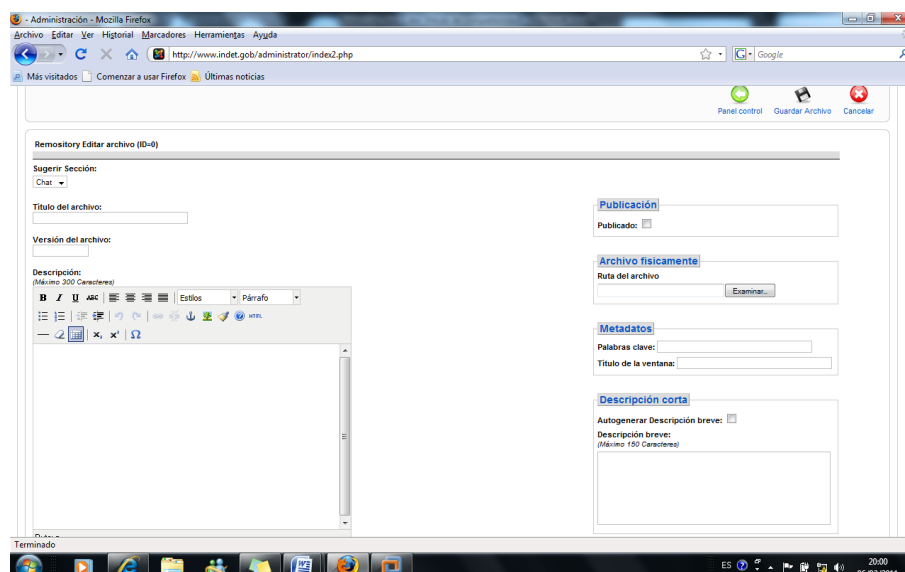 - Administración - Mozilla Firefox
Archivo Editar Ver Historial Marcadores Herramientas Ayuda
http://www.indet.gob/administrator/index2.php
Google
Más visitados Comenzar a usar Firefox Últimas noticias
Panel control Guardar Archivo Cancelar
Remository Editar archivo (ID=0)
Sugerir Sección:
Chat
Titulo del archivo:
Versión del archivo:
Descripción:
(Máximo 300 Caracteres)
B I U ABC Estilos Párrafo
HTML
Publicación
Publicado:
Archivo fisicamente
Ruta del archivo
Examinar...
Metadatos
Palabras clave:
Titulo de la ventana:
Descripción corta
Autogenerar Descripción breve:
Descripción breve:
(Máximo 150 Caracteres)
Terminado
ES 20:00